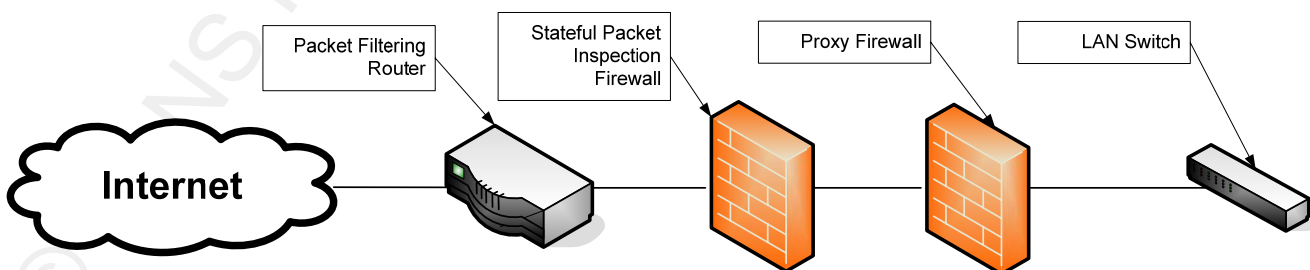 Packet Filtering
Router
Stateful Packet
Inspection
Firewall
Proxy Firewall
LAN Switch
Internet